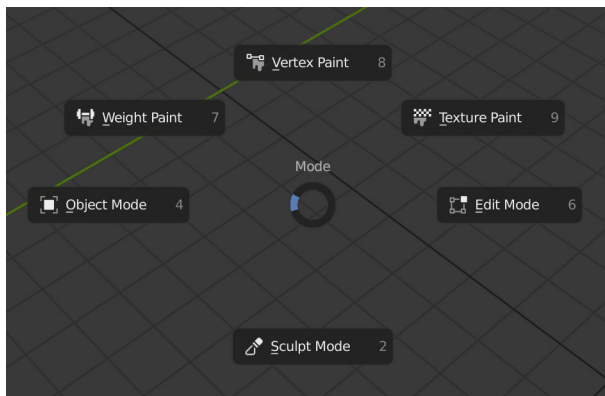 Vertex Paint 8
Weight Paint 7
Texture Paint 9
Mode
Object Mode 4
Edit Mode 6
Sculpt Mode 2